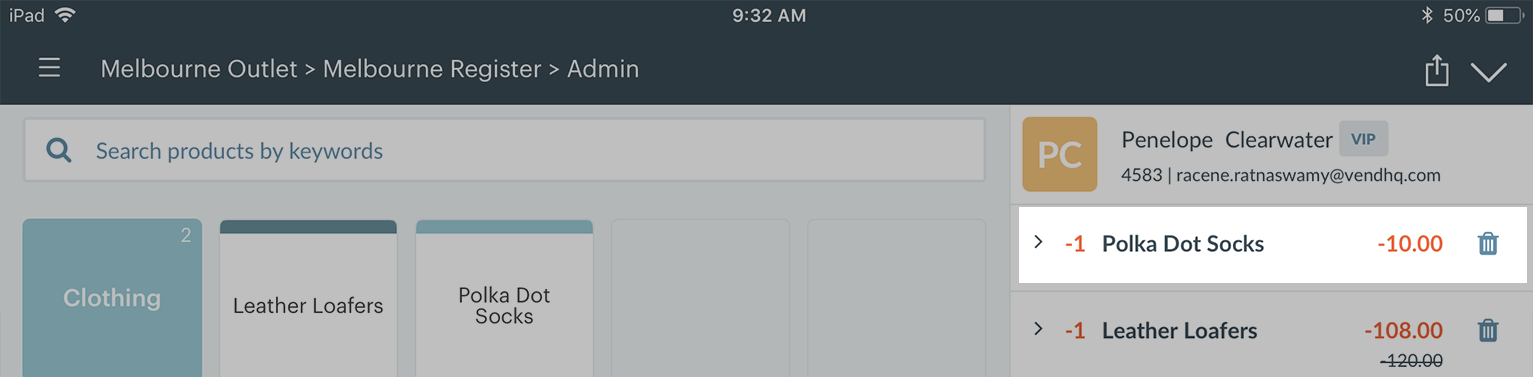 iPad 9:32 AM 50%
Melbourne Outlet > Melbourne Register > Admin
Search products by keywords
2
Clothing
Leather Loafers
Polka Dot
Socks
PC
Penelope Clearwater VIP
4583 | racene.ratnaswamy@vendhq.com
-1 Polka Dot Socks -10.00
-1 Leather Loafers -108.00
-120.00